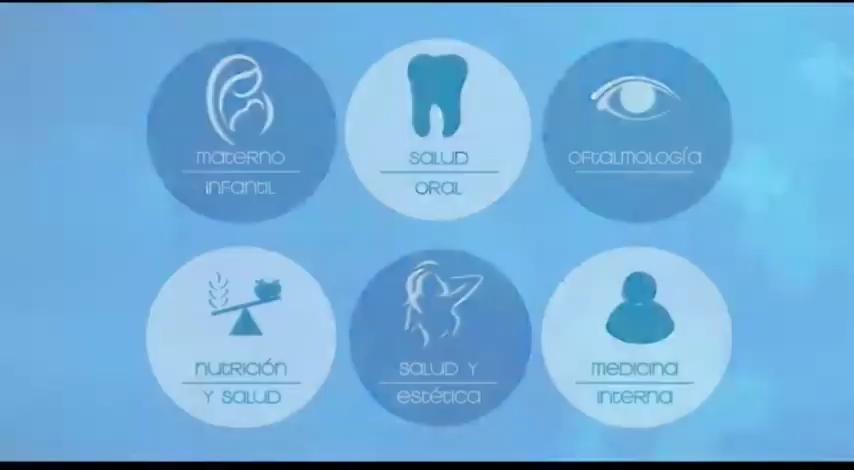 materno
infantil
SALUD
ORAL
OFTALMOLOGÍA
NUTRICIÓN
Y SALUD
SALUD Y
estética
MEDICINA
INTERNA